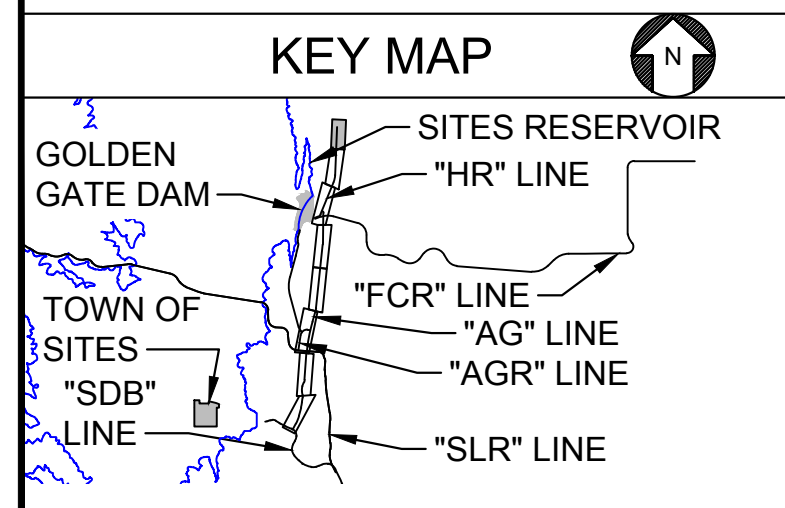 KEY MAP
N
SITES RESERVOIR
GOLDEN
GATE DAM
"HR" LINE
"FCR" LINE
TOWN OF
SITES
"AG" LINE
"AGR" LINE
"SDB"
LINE
"SLR" LINE